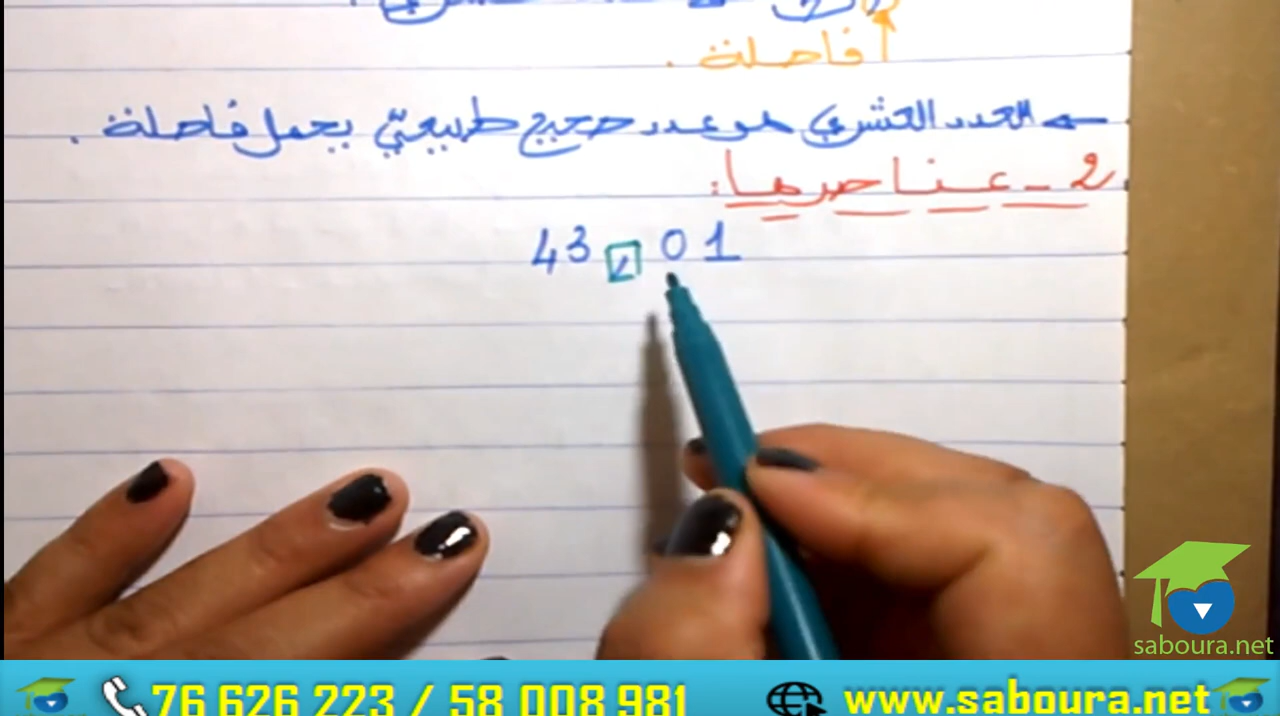 فاصلة .
← العدد العشري هو عدد صحيح طبيعيّ يحمل فاصلة .
2 - عناصرها :
43 , 01
saboura.net
76 626 223 / 58 008 981
www.saboura.net